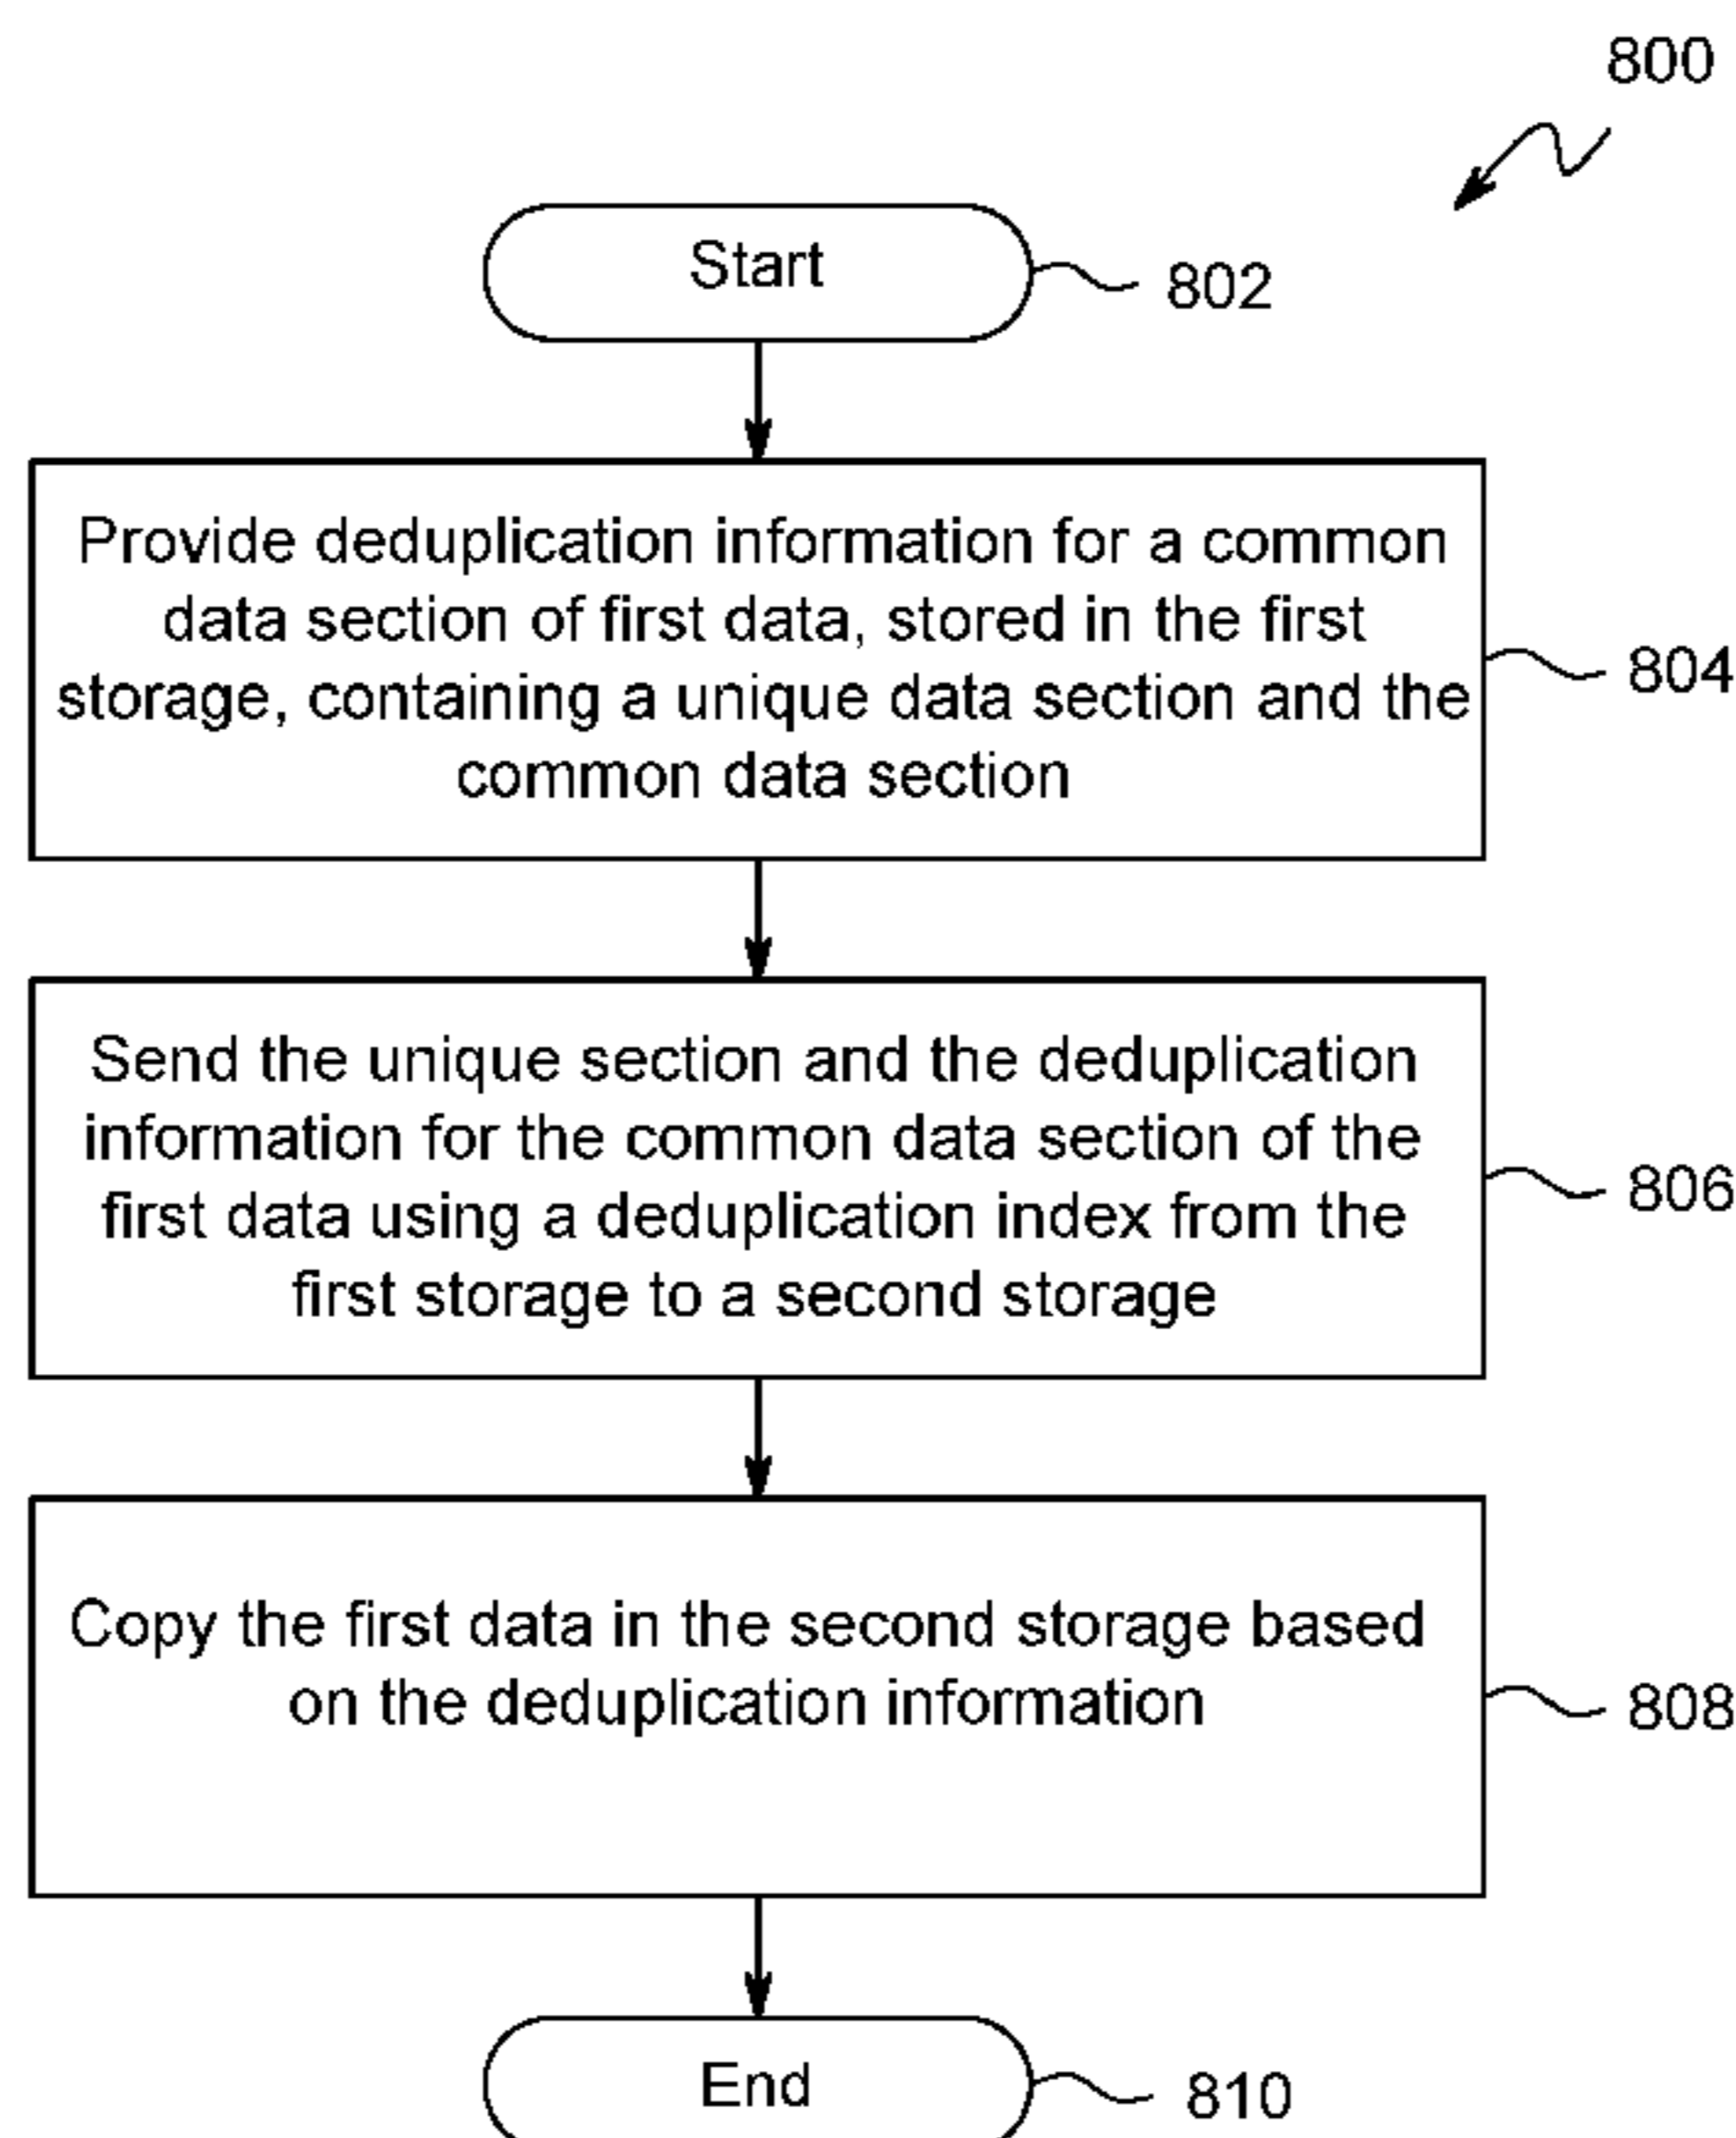 800
Start
802
Provide deduplication information for a common
data section of first data, stored in the first
storage, containing a unique data section and the
common data section
804
Send the unique section and the deduplication
information for the common data section of the
first data using a deduplication index from the
first storage to a second storage
806
Copy the first data in the second storage based
on the deduplication information
808
End
810